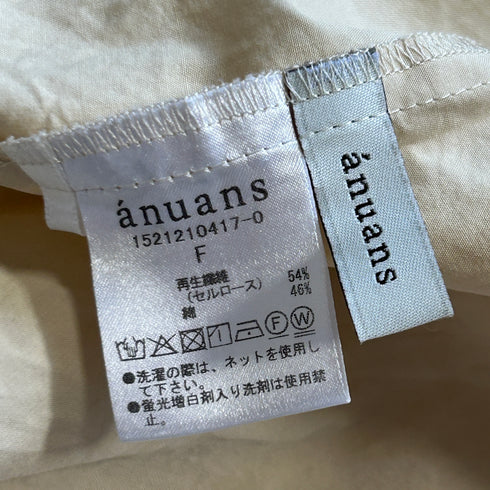 ánuans
1521210417-0
F
再生繊維 54%
(セルロース)
綿 46%
F W
●洗濯の際は、ネットを使用し
て下さい。
●蛍光増白剤入り洗剤は使用禁
止。
ánuans